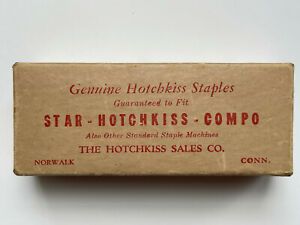 Genuine Hotchkiss Staples
Guaranteed to Fit
STAR - HOTCHKISS - COMPO
Also Other Standard Staple Machines
THE HOTCHKISS SALES CO.
NORWALK CONN.